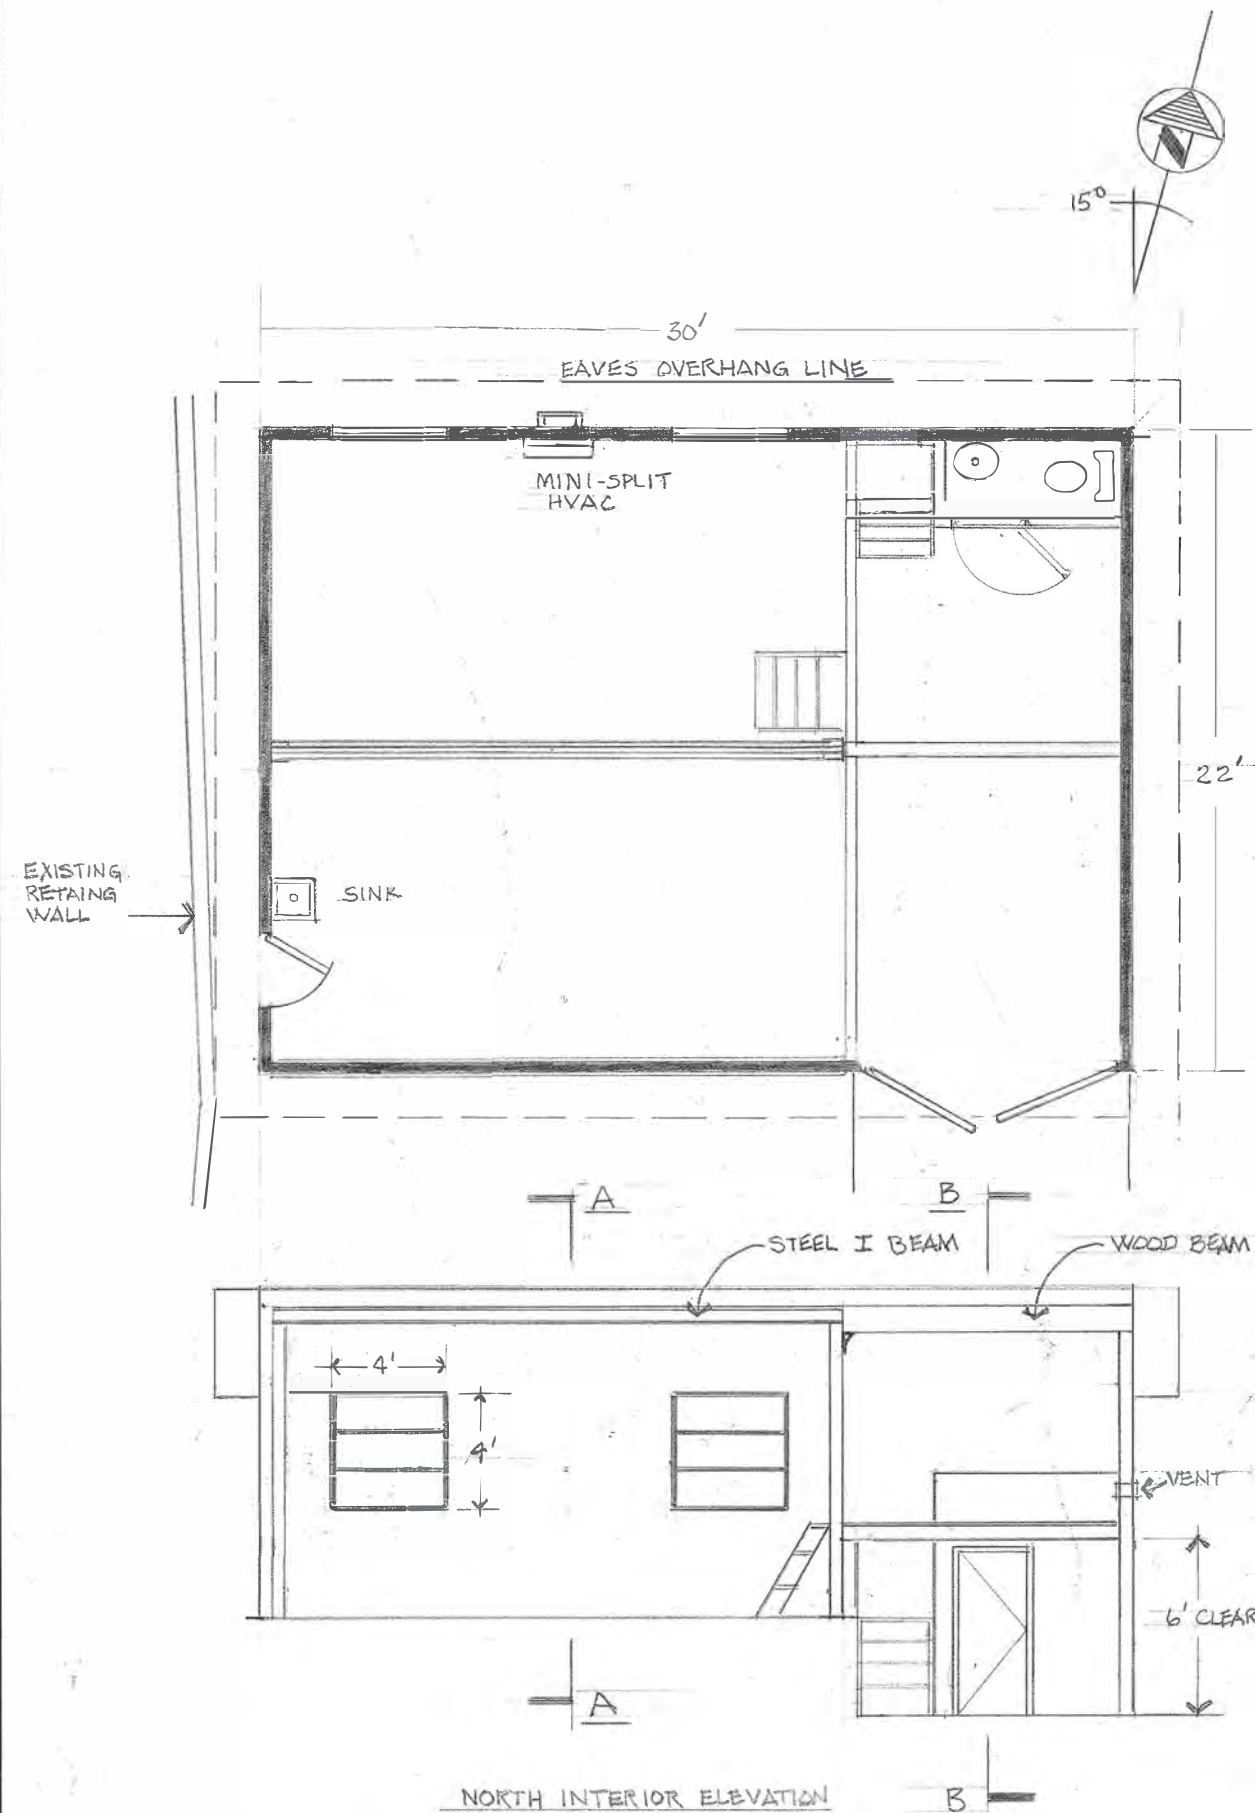 N
15°
30'
EAVES OVERHANG LINE
MINI-SPLIT
HVAC
22'
EXISTING
RETAING
WALL
SINK
A
B
STEEL I BEAM
WOOD BEAM
4'
4'
VENT
6' CLEAR
A
B
NORTH INTERIOR ELEVATION